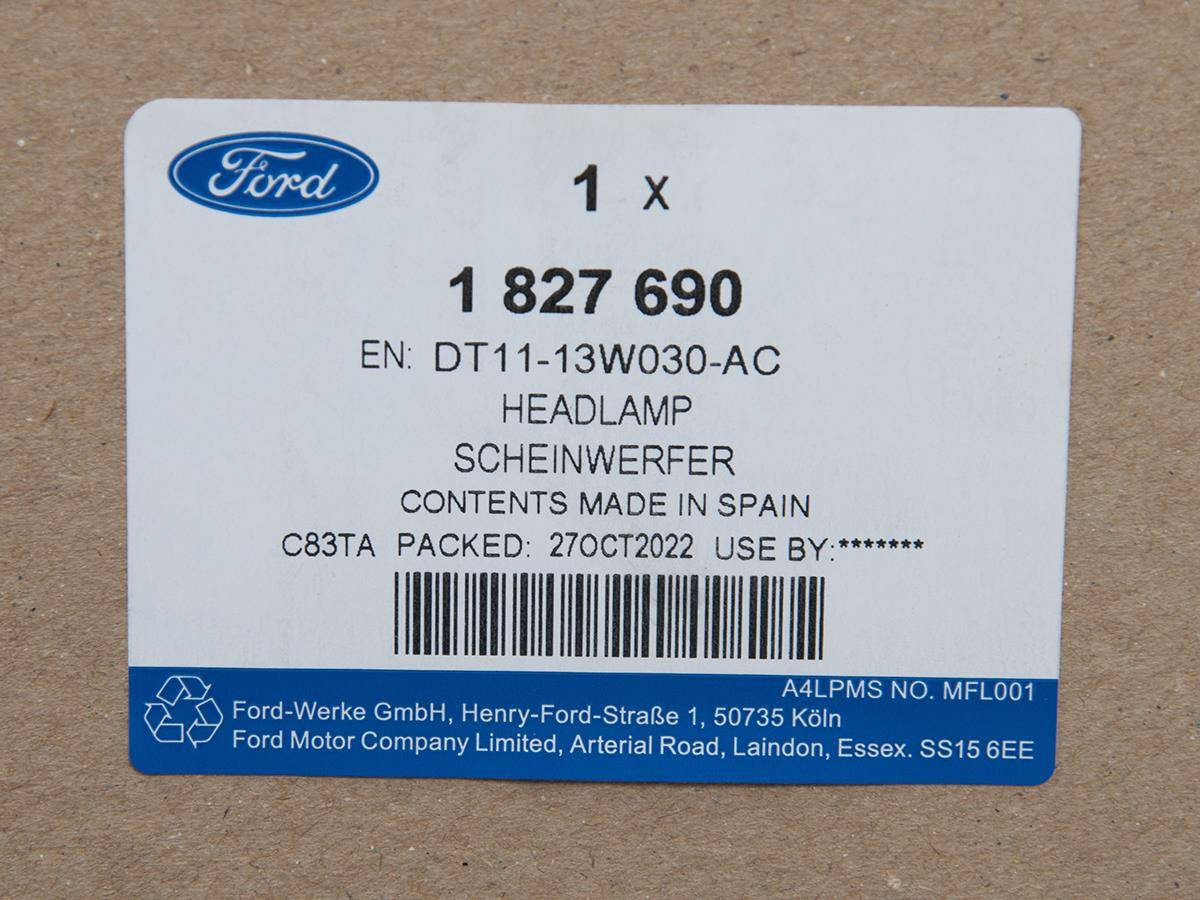 Ford
1 X
1 827 690
EN: DT11-13W030-AC
HEADLAMP
SCHEINWERFER
CONTENTS MADE IN SPAIN
C83TA PACKED: 27OCT2022 USE BY:*******
A4LPMS NO. MFL001
Ford-Werke GmbH, Henry-Ford-Straße 1, 50735 Köln
Ford Motor Company Limited, Arterial Road, Laindon, Essex. SS15 6EE